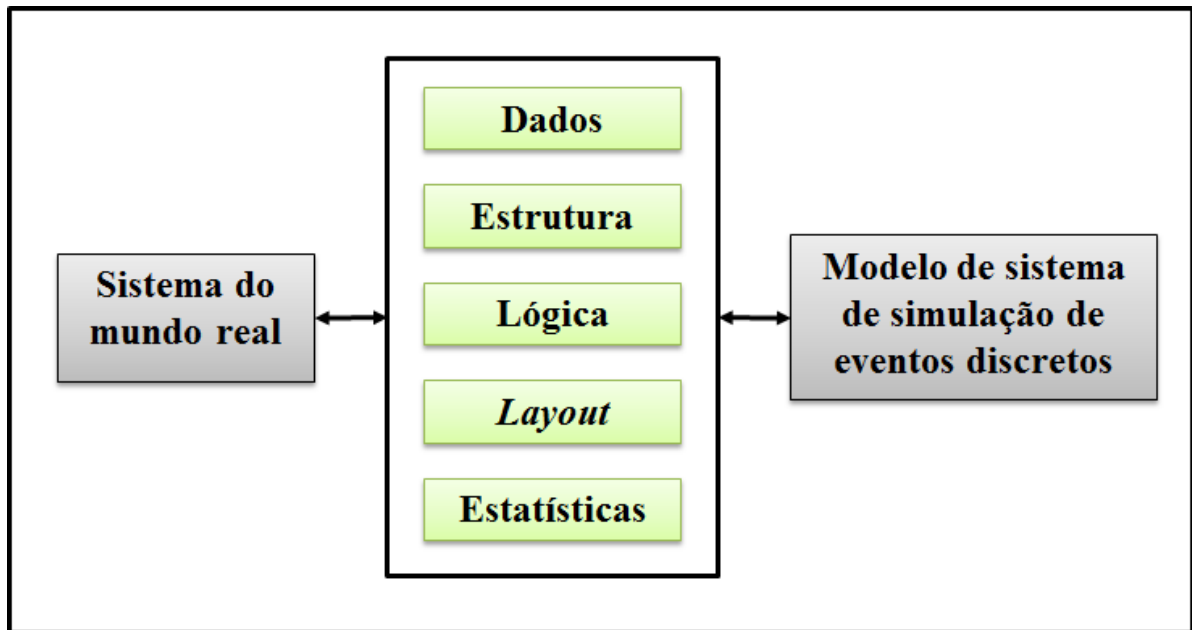 Dados
Estrutura
Lógica
Layout
Estatísticas
Sistema do
mundo real
Modelo de sistema
de simulação de
eventos discretos